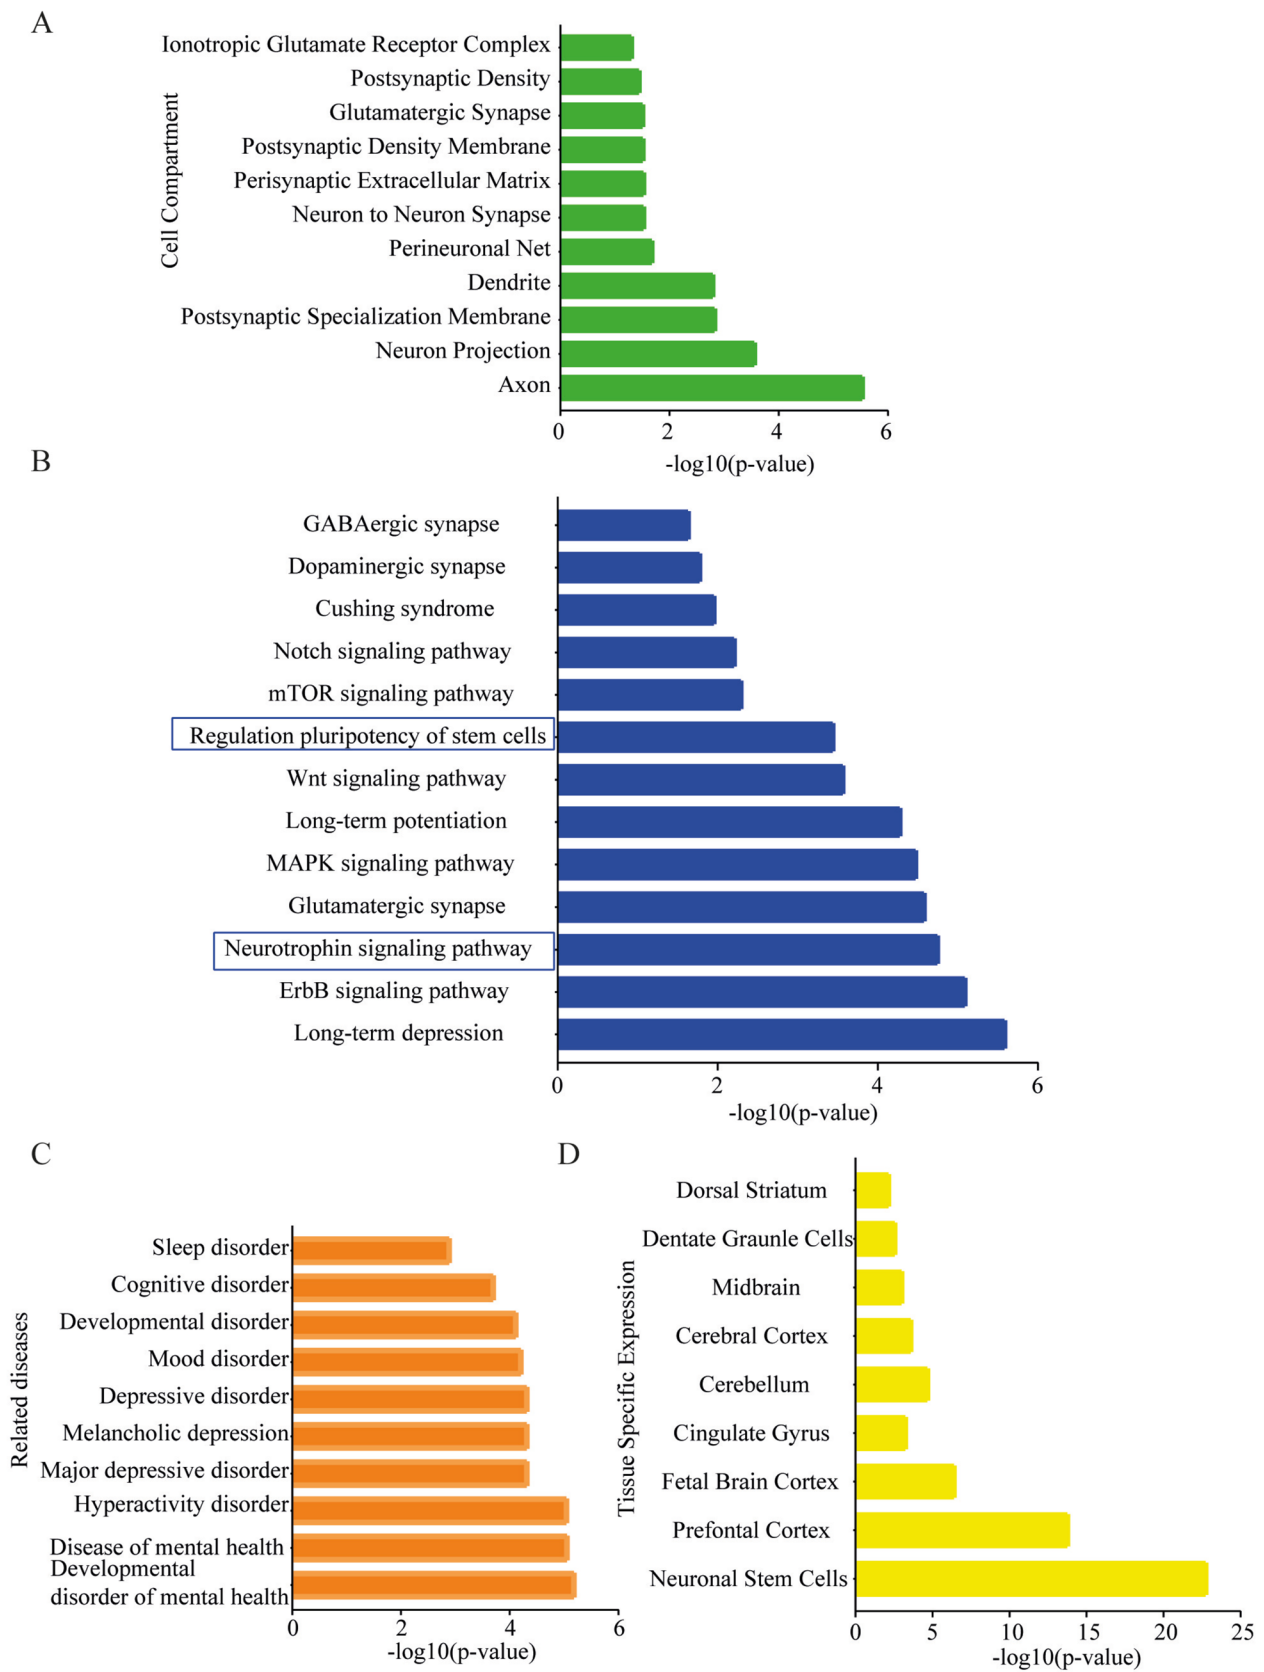 A
Cell Compartment
Ionotropic Glutamate Receptor Complex
Postsynaptic Density
Glutamatergic Synapse
Postsynaptic Density Membrane
Perisynaptic Extracellular Matrix
Neuron to Neuron Synapse
Perineuronal Net
Dendrite
Postsynaptic Specialization Membrane
Neuron Projection
Axon
0 2 4 6
-log10(p-value)
B
GABAergic synapse
Dopaminergic synapse
Cushing syndrome
Notch signaling pathway
mTOR signaling pathway
Regulation pluripotency of stem cells
Wnt signaling pathway
Long-term potentiation
MAPK signaling pathway
Glutamatergic synapse
Neurotrophin signaling pathway
ErbB signaling pathway
Long-term depression
0 2 4 6
-log10(p-value)
C
Related diseases
Sleep disorder
Cognitive disorder
Developmental disorder
Mood disorder
Depressive disorder
Melancholic depression
Major depressive disorder
Hyperactivity disorder
Disease of mental health
Developmental
disorder of mental health
0 2 4 6
-log10(p-value)
D
Tissue Specific Expression
Dorsal Striatum
Dentate Graunle Cells
Midbrain
Cerebral Cortex
Cerebellum
Cingulate Gyrus
Fetal Brain Cortex
Prefontal Cortex
Neuronal Stem Cells
0 5 10 15 20 25
-log10(p-value)